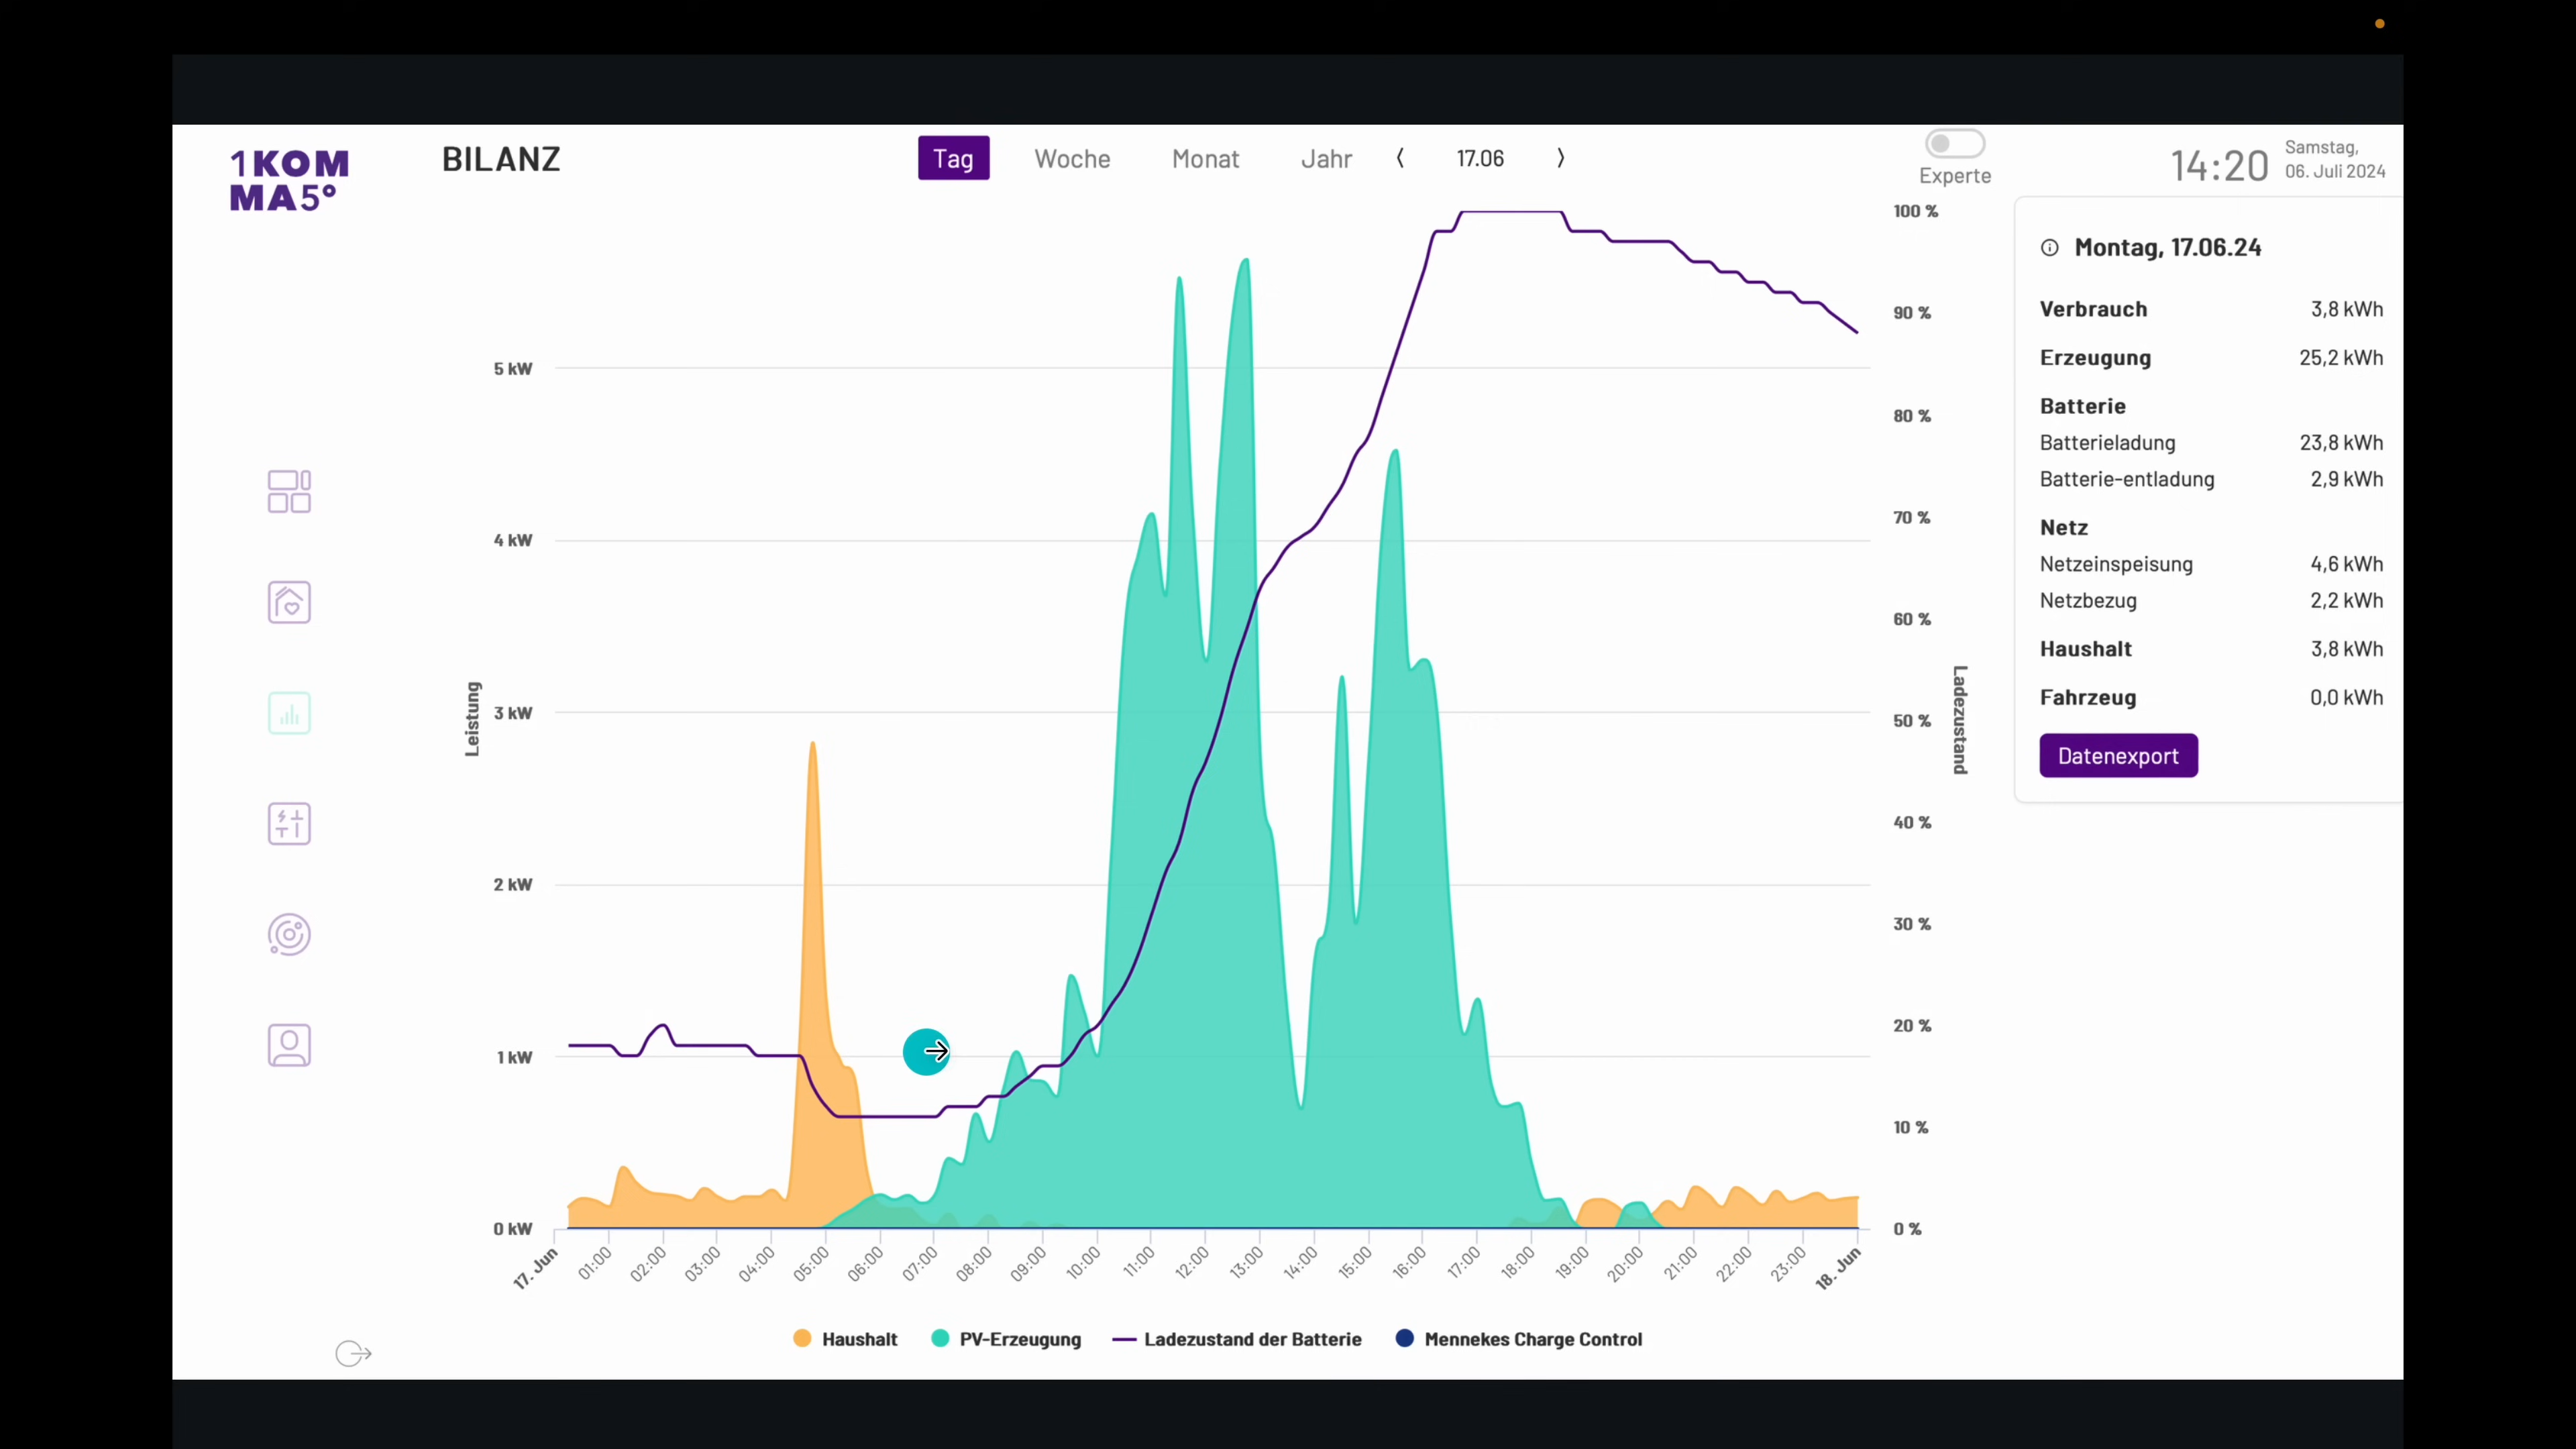 1KOM
MA5°
BILANZ
Tag
Woche
Monat
Jahr
17.06
Experte
14:20
Samstag,
06. Juli 2024
100 %
90 %
80 %
70 %
60 %
50 %
40 %
30 %
20 %
10 %
0 %
Ladezustand
5 kW
4 kW
3 kW
2 kW
1 kW
0 kW
Leistung
17. Jun
01:00
02:00
03:00
04:00
05:00
06:00
07:00
08:00
09:00
10:00
11:00
12:00
13:00
14:00
15:00
16:00
17:00
18:00
19:00
20:00
21:00
22:00
23:00
18. Jun
Haushalt
PV-Erzeugung
Ladezustand der Batterie
Mennekes Charge Control
Montag, 17.06.24
Verbrauch 3,8 kWh
Erzeugung 25,2 kWh
Batterie
Batterieladung 23,8 kWh
Batterie-entladung 2,9 kWh
Netz
Netzeinspeisung 4,6 kWh
Netzbezug 2,2 kWh
Haushalt 3,8 kWh
Fahrzeug 0,0 kWh
Datenexport